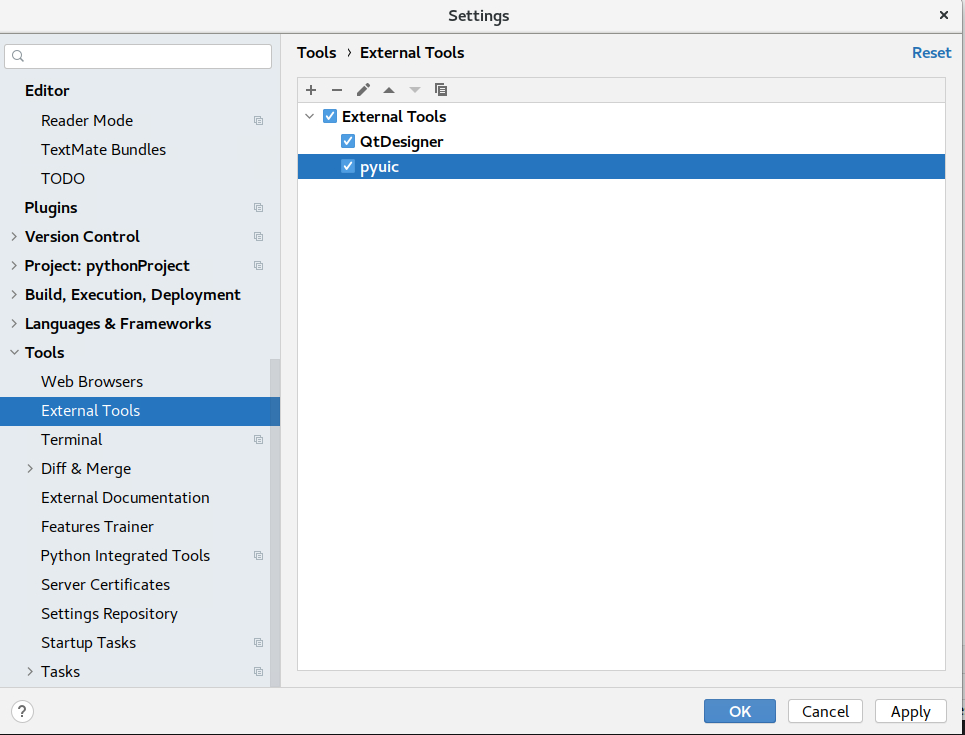 Settings
Tools › External Tools
Reset
Editor
Reader Mode
TextMate Bundles
TODO
Plugins
Version Control
Project: pythonProject
Build, Execution, Deployment
Languages & Frameworks
Tools
Web Browsers
External Tools
Terminal
Diff & Merge
External Documentation
Features Trainer
Python Integrated Tools
Server Certificates
Settings Repository
Startup Tasks
Tasks
External Tools
QtDesigner
pyuic
?
OK
Cancel
Apply